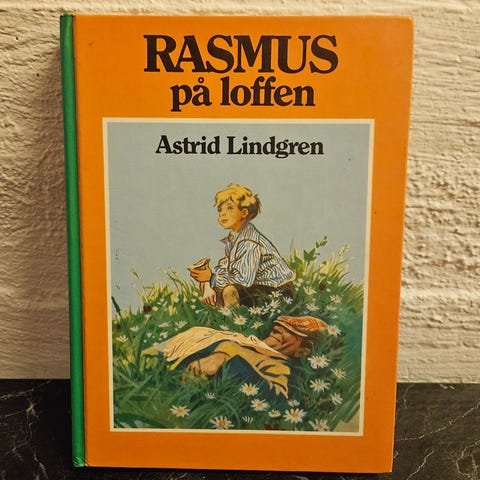 RASMUS
på loffen
Astrid Lindgren